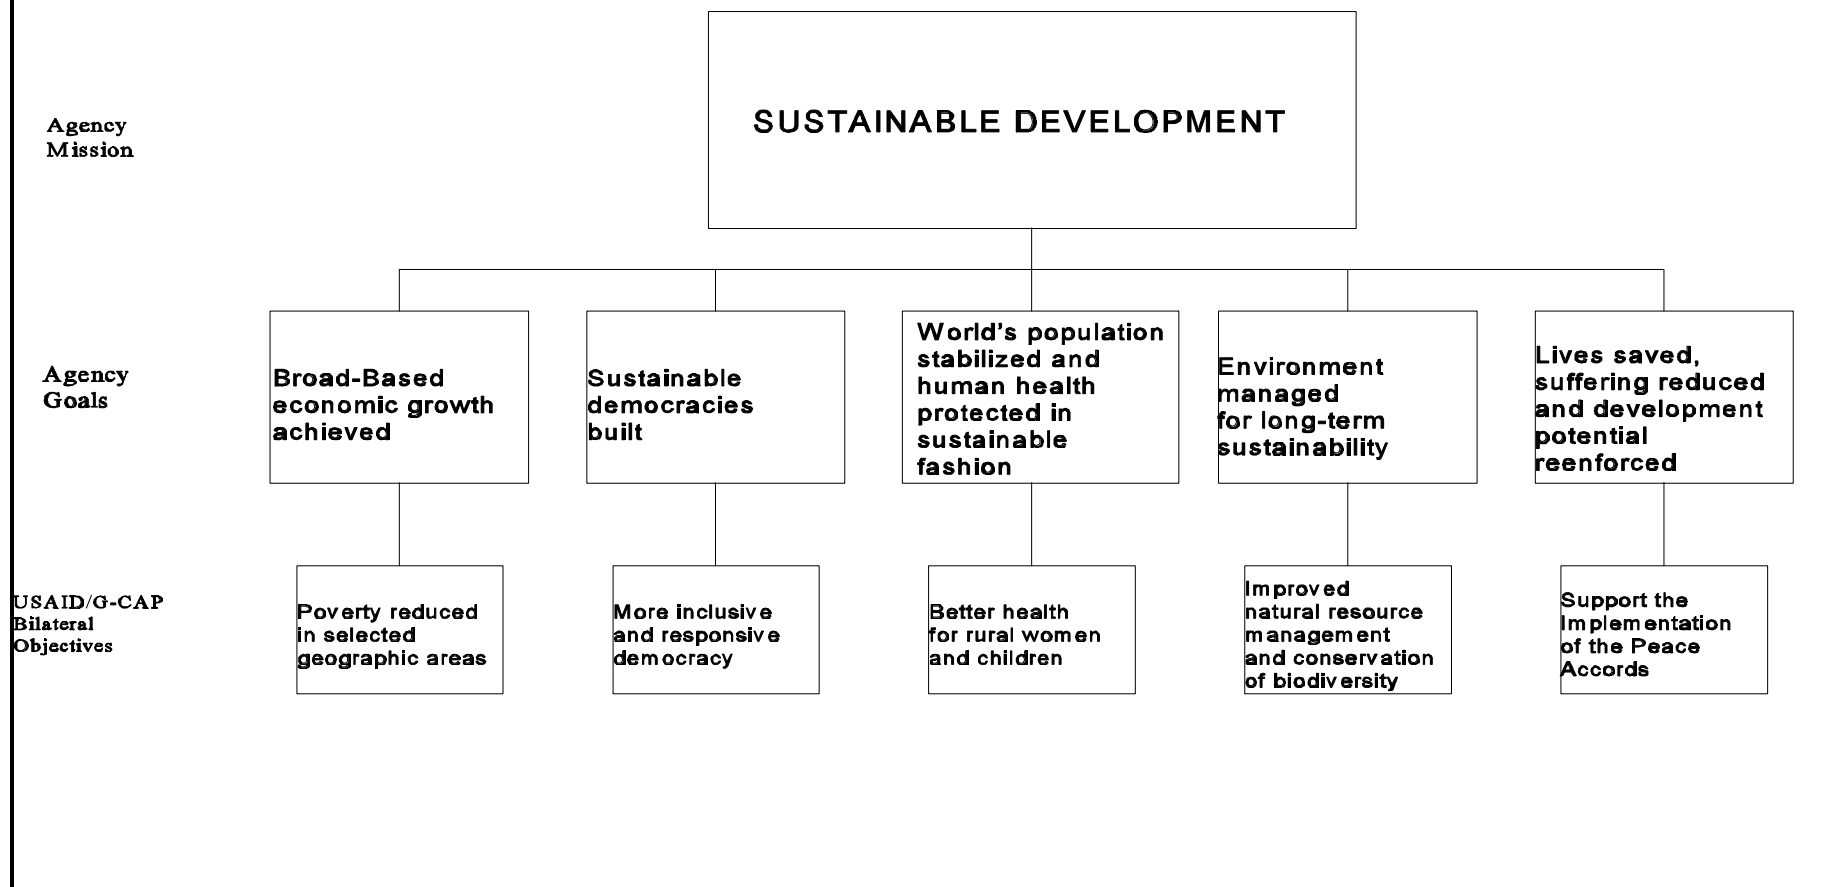 SUSTAINABLE DEVELOPMENT
Agency
Mission
Agency
Goals
Broad-Based
economic growth
achieved
Sustainable
democracies
built
World's population
stabilized and
human health
protected in
sustainable
fashion
Environment
managed
for long-term
sustainability
Lives saved,
suffering reduced
and development
potential
reenforced
USAID/G-CAP
Bilateral
Objectives
Poverty reduced
in selected
geographic areas
More inclusive
and responsive
democracy
Better health
for rural women
and children
Improved
natural resource
management
and conservation
of biodiversity
Support the
Implementation
of the Peace
Accords